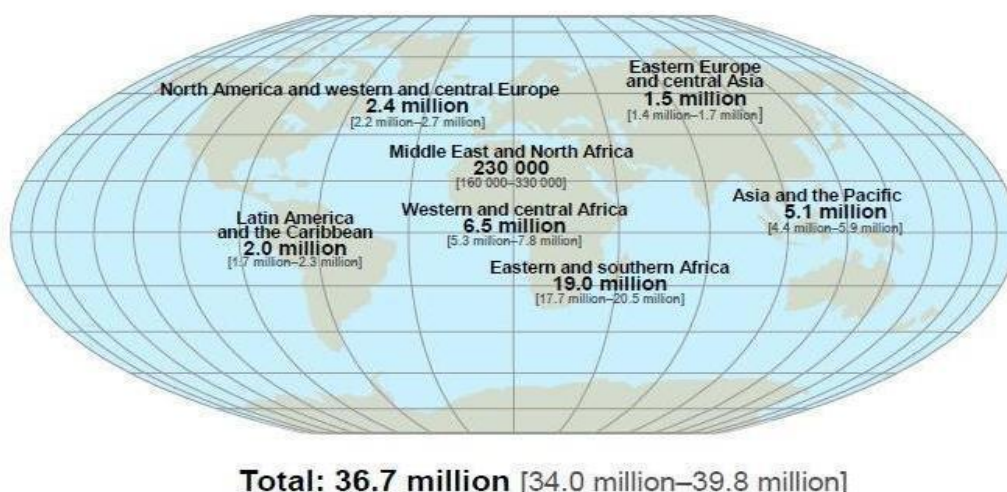 Eastern Europe
and central Asia
1.5 million
[1.4 million–1.7 million]
North America and western and central Europe
2.4 million
[2.2 million–2.7 million]
Middle East and North Africa
230 000
[160 000–330 000]
Asia and the Pacific
5.1 million
[4.4 million–5.9 million]
Western and central Africa
6.5 million
[5.3 million–7.8 million]
Latin America
and the Caribbean
2.0 million
[1.7 million–2.3 million]
Eastern and southern Africa
19.0 million
[17.7 million–20.5 million]
Total: 36.7 million [34.0 million–39.8 million]